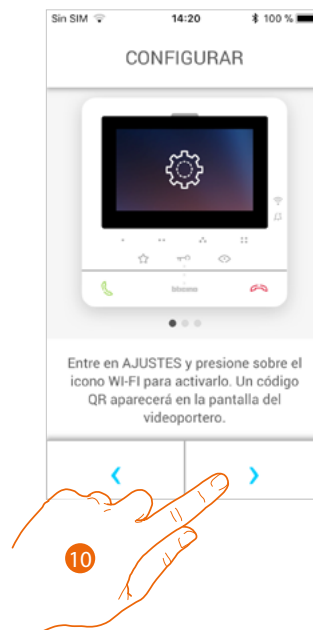 Sin SIM 14:20 100 %
CONFIGURAR
bticino
Entre en AJUSTES y presione sobre el
icono WI-FI para activarlo. Un código
QR aparecerá en la pantalla del
videoportero.
10